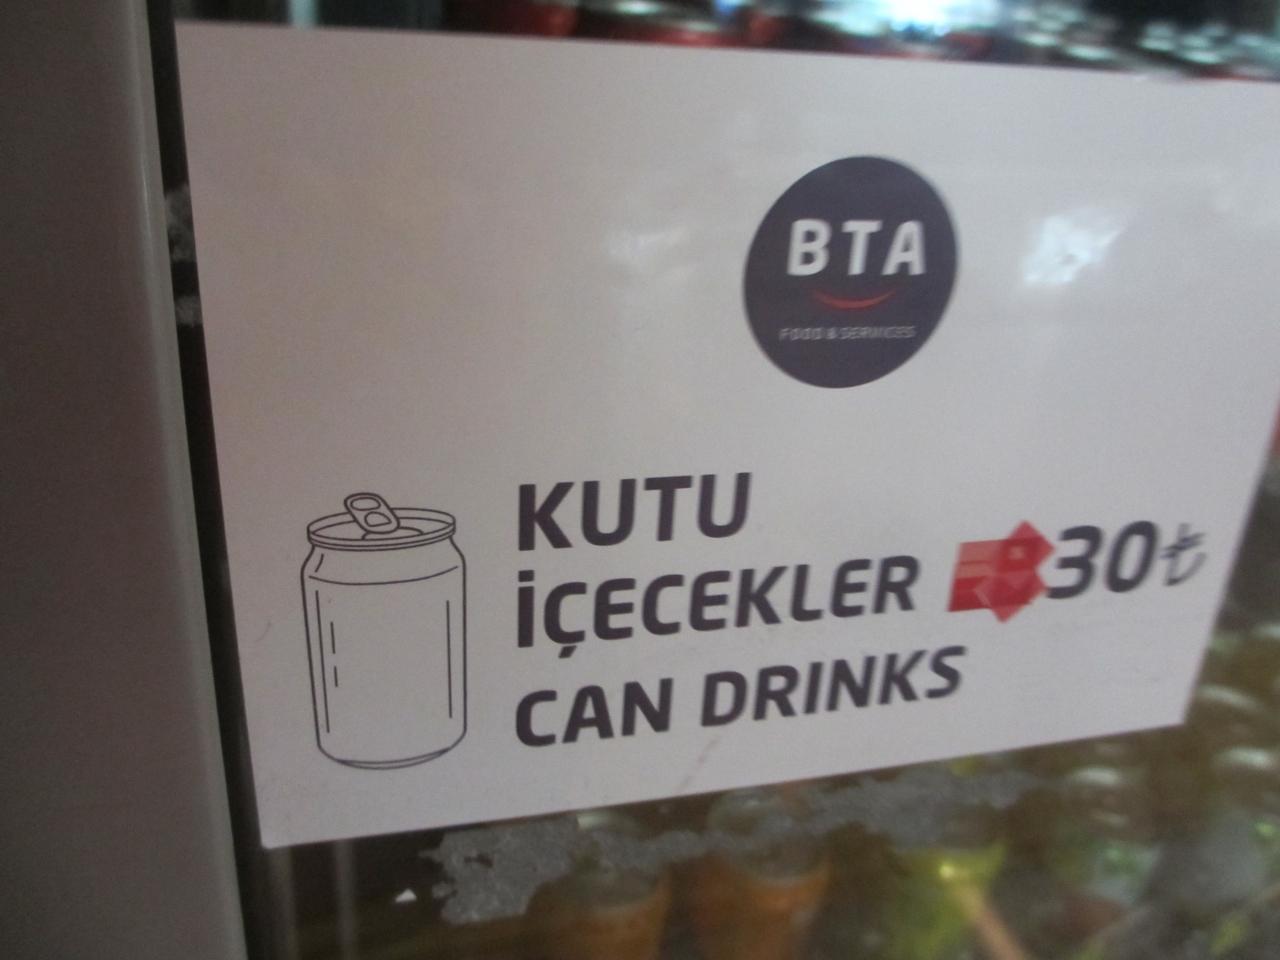 BTA
FOOD & SERVICES
KUTU
İÇECEKLER 30₺
CAN DRINKS